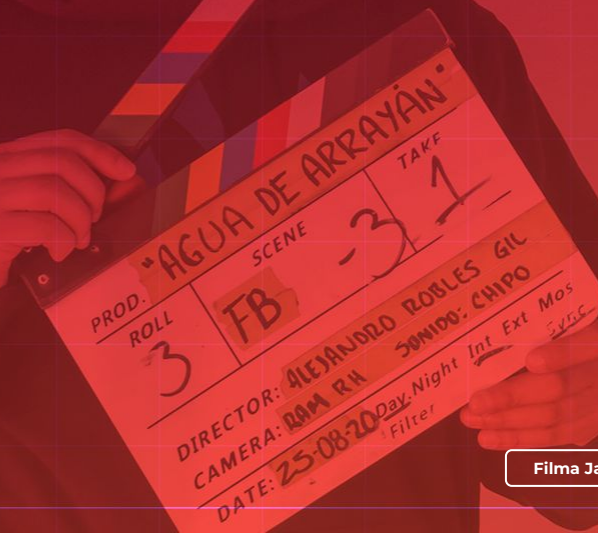 "AGUA DE ARRAYÁN"
PROD.
ROLL SCENE TAKE
3 FB -3 1
DIRECTOR: ALEJANDRO ROBLES GIL
CAMERA: RAM RH SONIDO: CHIPO
DATE: 25-08-20 Day Night Int Ext Mos
Filter Sync
Filma Ja